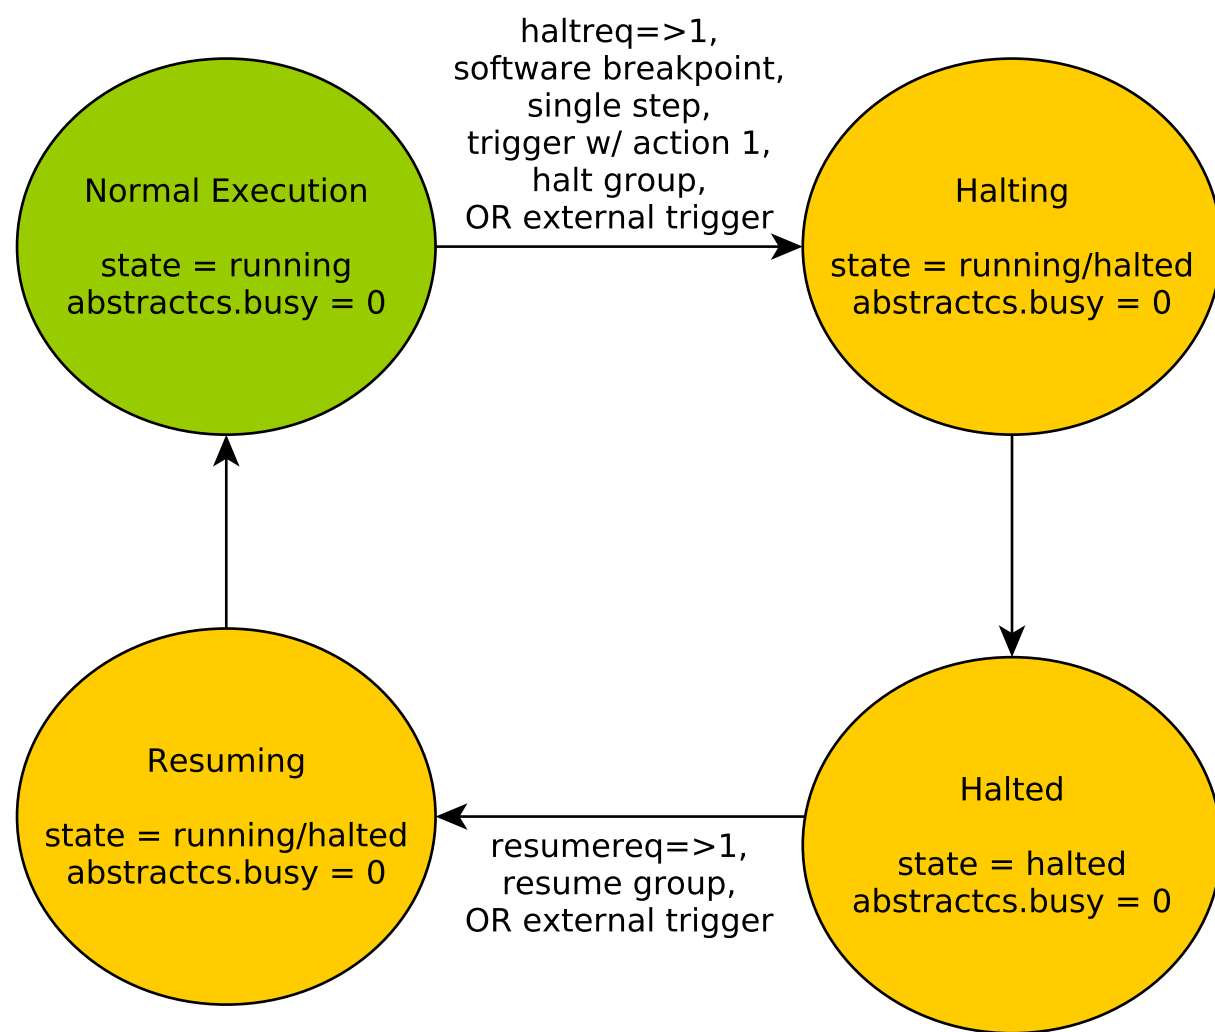 haltreq=>1,
software breakpoint,
single step,
trigger w/ action 1,
halt group,
OR external trigger
Normal Execution
state = running
abstractcs.busy = 0
Halting
state = running/halted
abstractcs.busy = 0
Resuming
state = running/halted
abstractcs.busy = 0
resumereq=>1,
resume group,
OR external trigger
Halted
state = halted
abstractcs.busy = 0